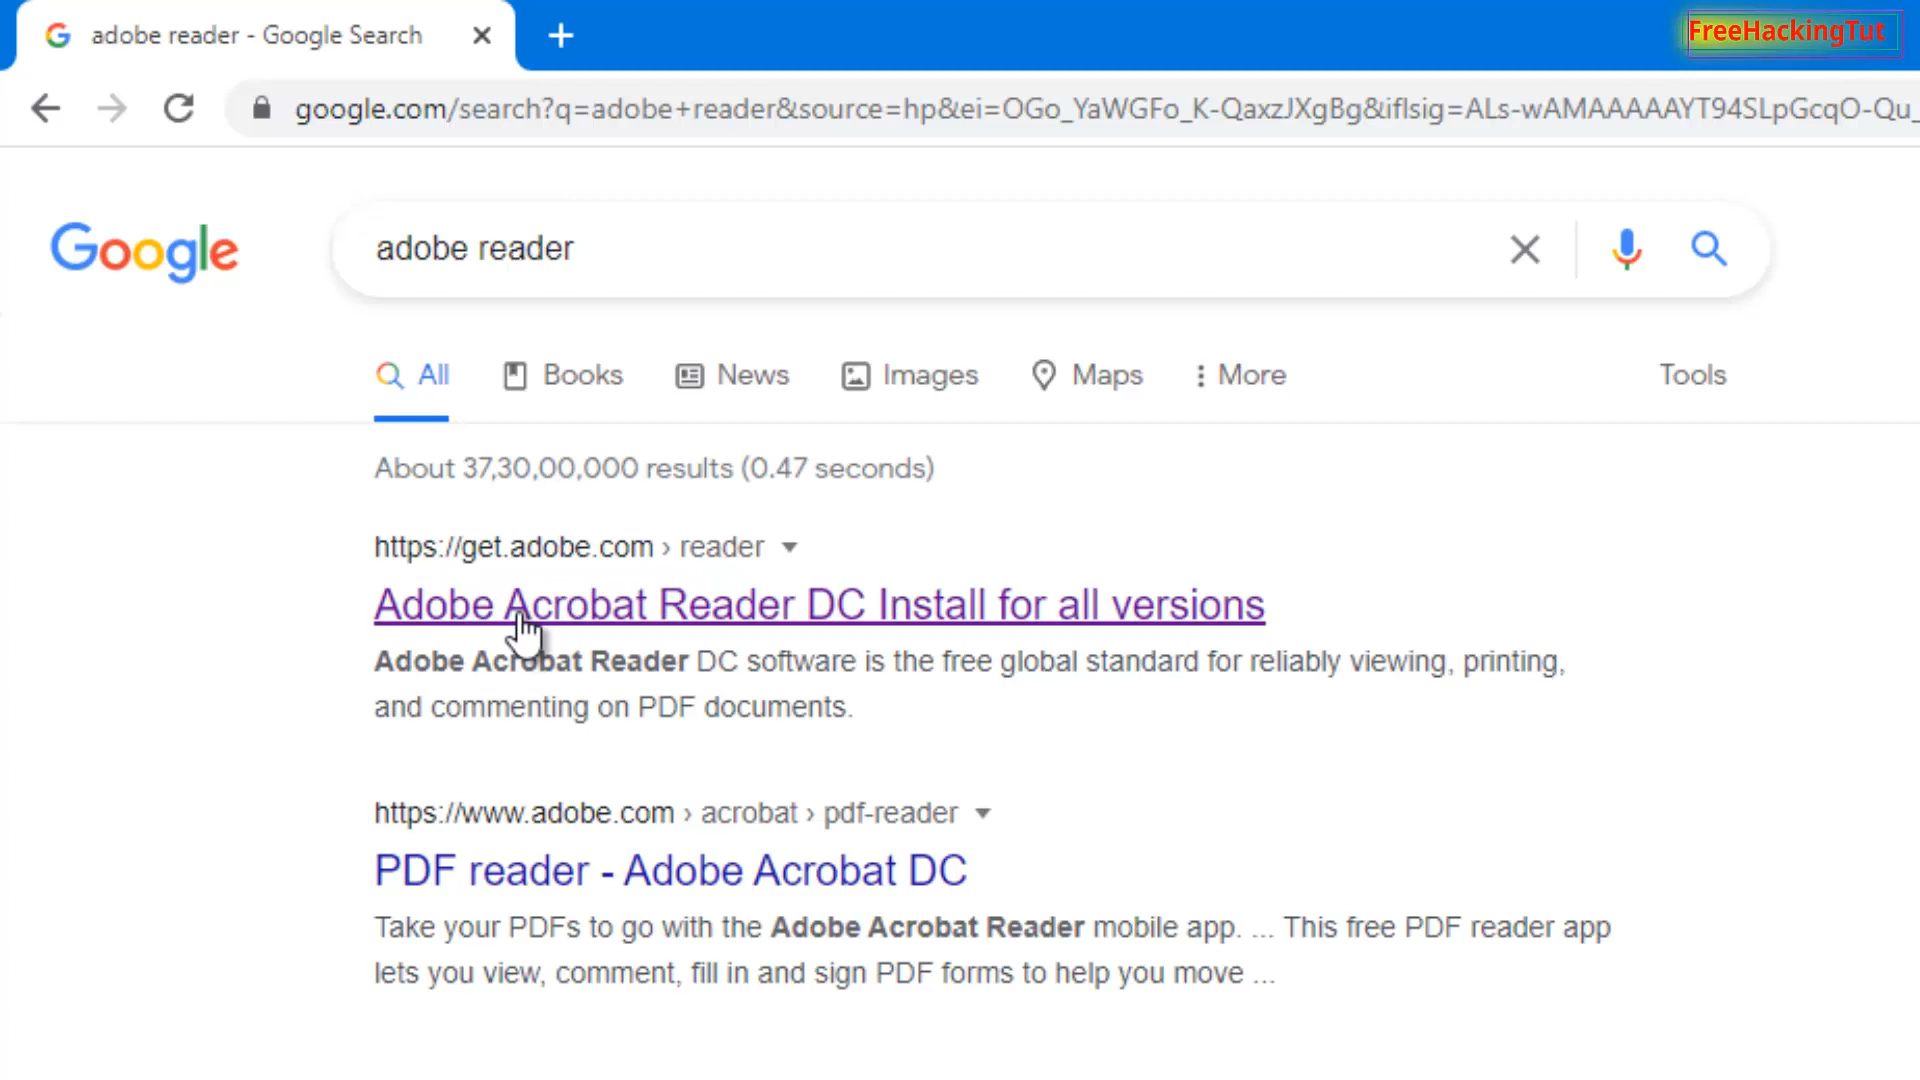 adobe reader - Google Search
FreeHackingTut
google.com/search?q=adobe+reader&source=hp&ei=OGo_YaWGFo_K-QaxzJXgBg&iflsig=ALs-wAMAAAAAYT94SLpGcqO-Qu_
Google
adobe reader
All Books News Images Maps More Tools
About 37,30,00,000 results (0.47 seconds)
https://get.adobe.com › reader
Adobe Acrobat Reader DC Install for all versions
Adobe Acrobat Reader DC software is the free global standard for reliably viewing, printing,
and commenting on PDF documents.
https://www.adobe.com › acrobat › pdf-reader
PDF reader - Adobe Acrobat DC
Take your PDFs to go with the Adobe Acrobat Reader mobile app. ... This free PDF reader app
lets you view, comment, fill in and sign PDF forms to help you move ...